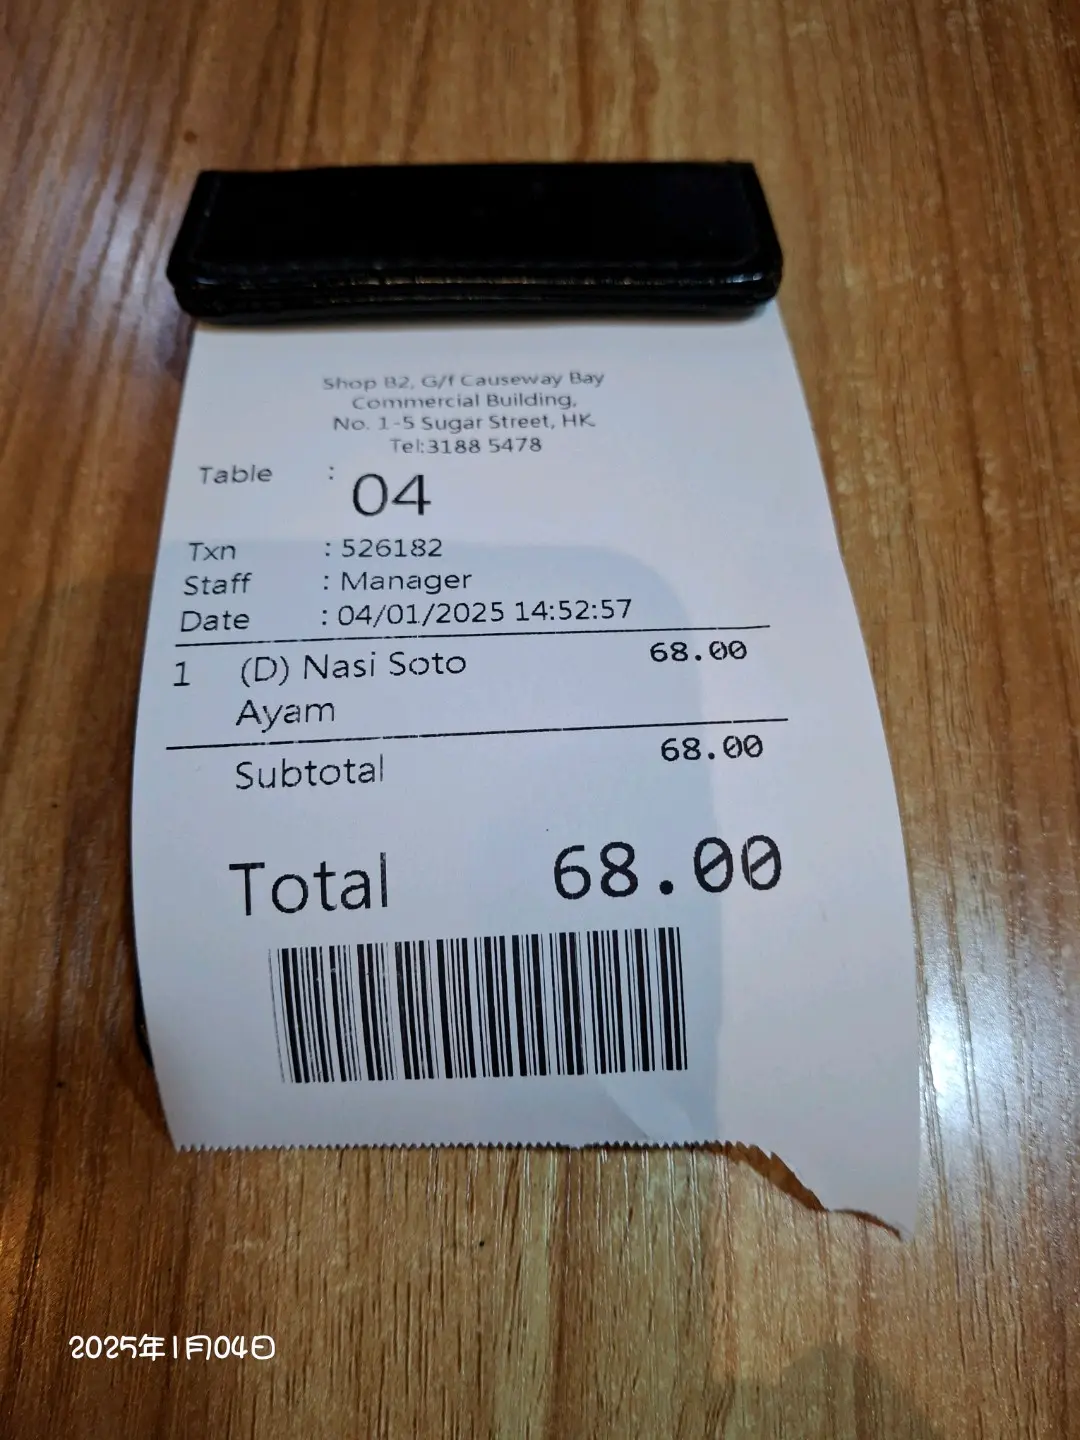 Shop B2, G/f Causeway Bay
Commercial Building,
No. 1-5 Sugar Street, HK.
Tel:3188 5478
Table : 04
Txn : 526182
Staff : Manager
Date : 04/01/2025 14:52:57
1 (D) Nasi Soto 68.00
Ayam
Subtotal 68.00
Total 68.00
2025年1月04日